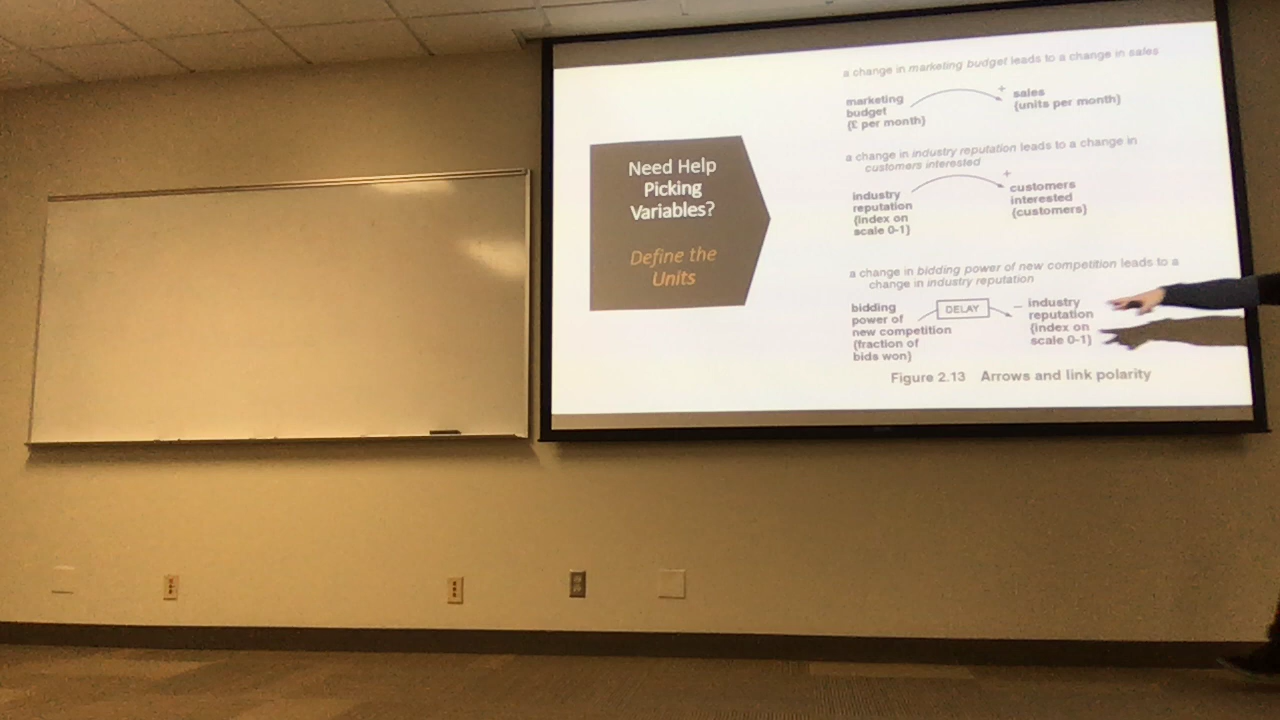 Need Help
Picking
Variables?
Define the
Units
a change in marketing budget leads to a change in sales
marketing
budget
(£ per month)
+
sales
(units per month)
a change in industry reputation leads to a change in
customers interested
industry
reputation
(index on
scale 0-1)
+
customers
interested
(customers)
a change in bidding power of new competition leads to a
change in industry reputation
bidding
power of
new competition
(fraction of
bids won)
DELAY
–
industry
reputation
(index on
scale 0-1)
Figure 2.13 Arrows and link polarity